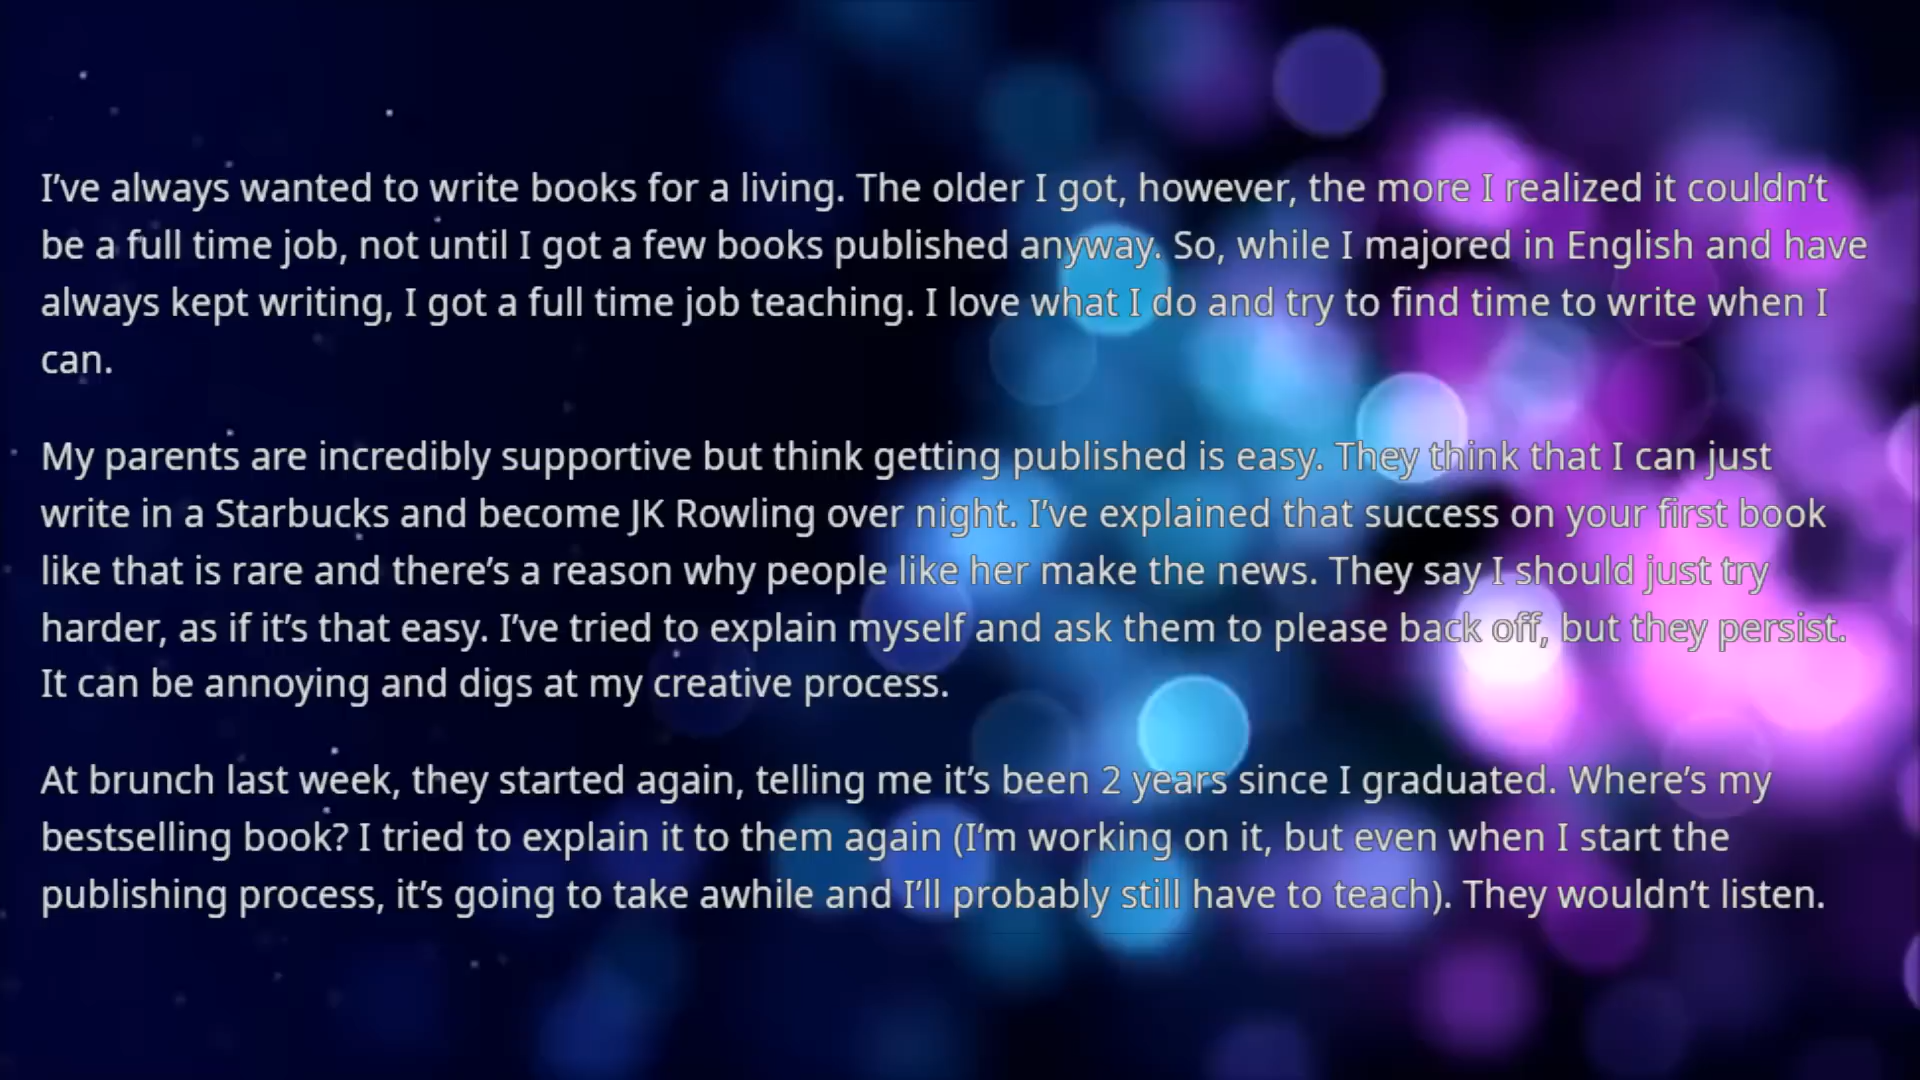 I’ve always wanted to write books for a living. The older I got, however, the more I realized it couldn’t
be a full time job, not until I got a few books published anyway. So, while I majored in English and have
always kept writing, I got a full time job teaching. I love what I do and try to find time to write when I
can.
My parents are incredibly supportive but think getting published is easy. They think that I can just
write in a Starbucks and become JK Rowling over night. I’ve explained that success on your first book
like that is rare and there’s a reason why people like her make the news. They say I should just try
harder, as if it’s that easy. I’ve tried to explain myself and ask them to please back off, but they persist.
It can be annoying and digs at my creative process.
At brunch last week, they started again, telling me it’s been 2 years since I graduated. Where’s my
bestselling book? I tried to explain it to them again (I’m working on it, but even when I start the
publishing process, it’s going to take awhile and I’ll probably still have to teach). They wouldn’t listen.